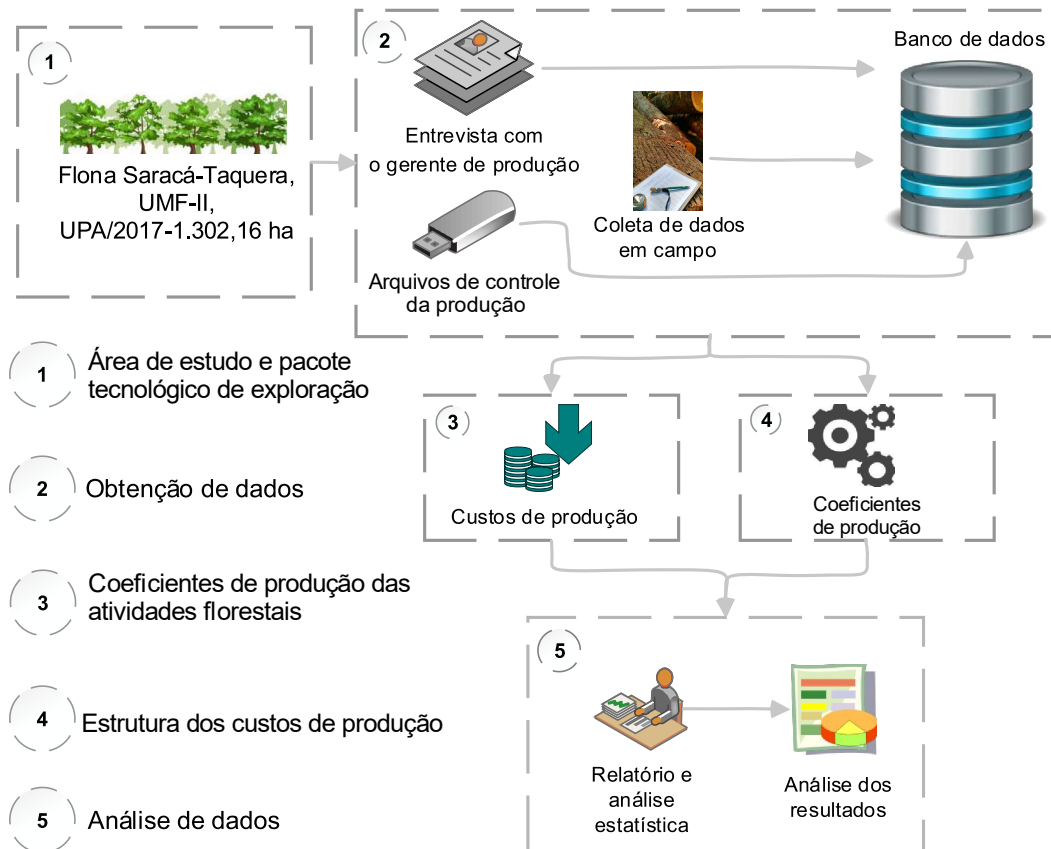 1
Flona Saracá-Taquera,
UMF-II,
UPA/2017-1.302,16 ha
2
Entrevista com
o gerente de produção
Arquivos de controle
da produção
Coleta de dados
em campo
Banco de dados
1
Área de estudo e pacote
tecnológico de exploração
2
Obtenção de dados
3
Coeficientes de produção das
atividades florestais
4
Estrutura dos custos de produção
5
Análise de dados
3
Custos de produção
4
Coeficientes
de produção
5
Relatório e
análise
estatística
Análise dos
resultados